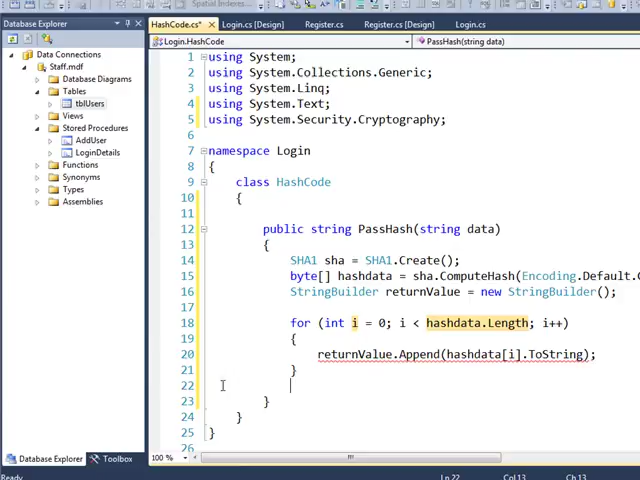 Spatial Indexes...
Database Explorer
HashCode.cs*
Login.cs [Design]
Register.cs
Register.cs [Design]
Login.cs
Login.HashCode
PassHash(string data)
Data Connections
Staff.mdf
Database Diagrams
Tables
tblUsers
Views
Stored Procedures
AddUser
LoginDetails
Functions
Synonyms
Types
Assemblies
1 using System;
2 using System.Collections.Generic;
3 using System.Linq;
4 using System.Text;
5 using System.Security.Cryptography;
6
7 namespace Login
8 {
9 class HashCode
10 {
11
12 public string PassHash(string data)
13 {
14 SHA1 sha = SHA1.Create();
15 byte[] hashdata = sha.ComputeHash(Encoding.Default.G
16 StringBuilder returnValue = new StringBuilder();
17
18 for (int i = 0; i < hashdata.Length; i++)
19 {
20 returnValue.Append(hashdata[i].ToString);
21 }
22
23 }
24 }
25 }
26
100 %
Database Explorer
Toolbox
Ready
Ln 22
Col 13
Ch 13